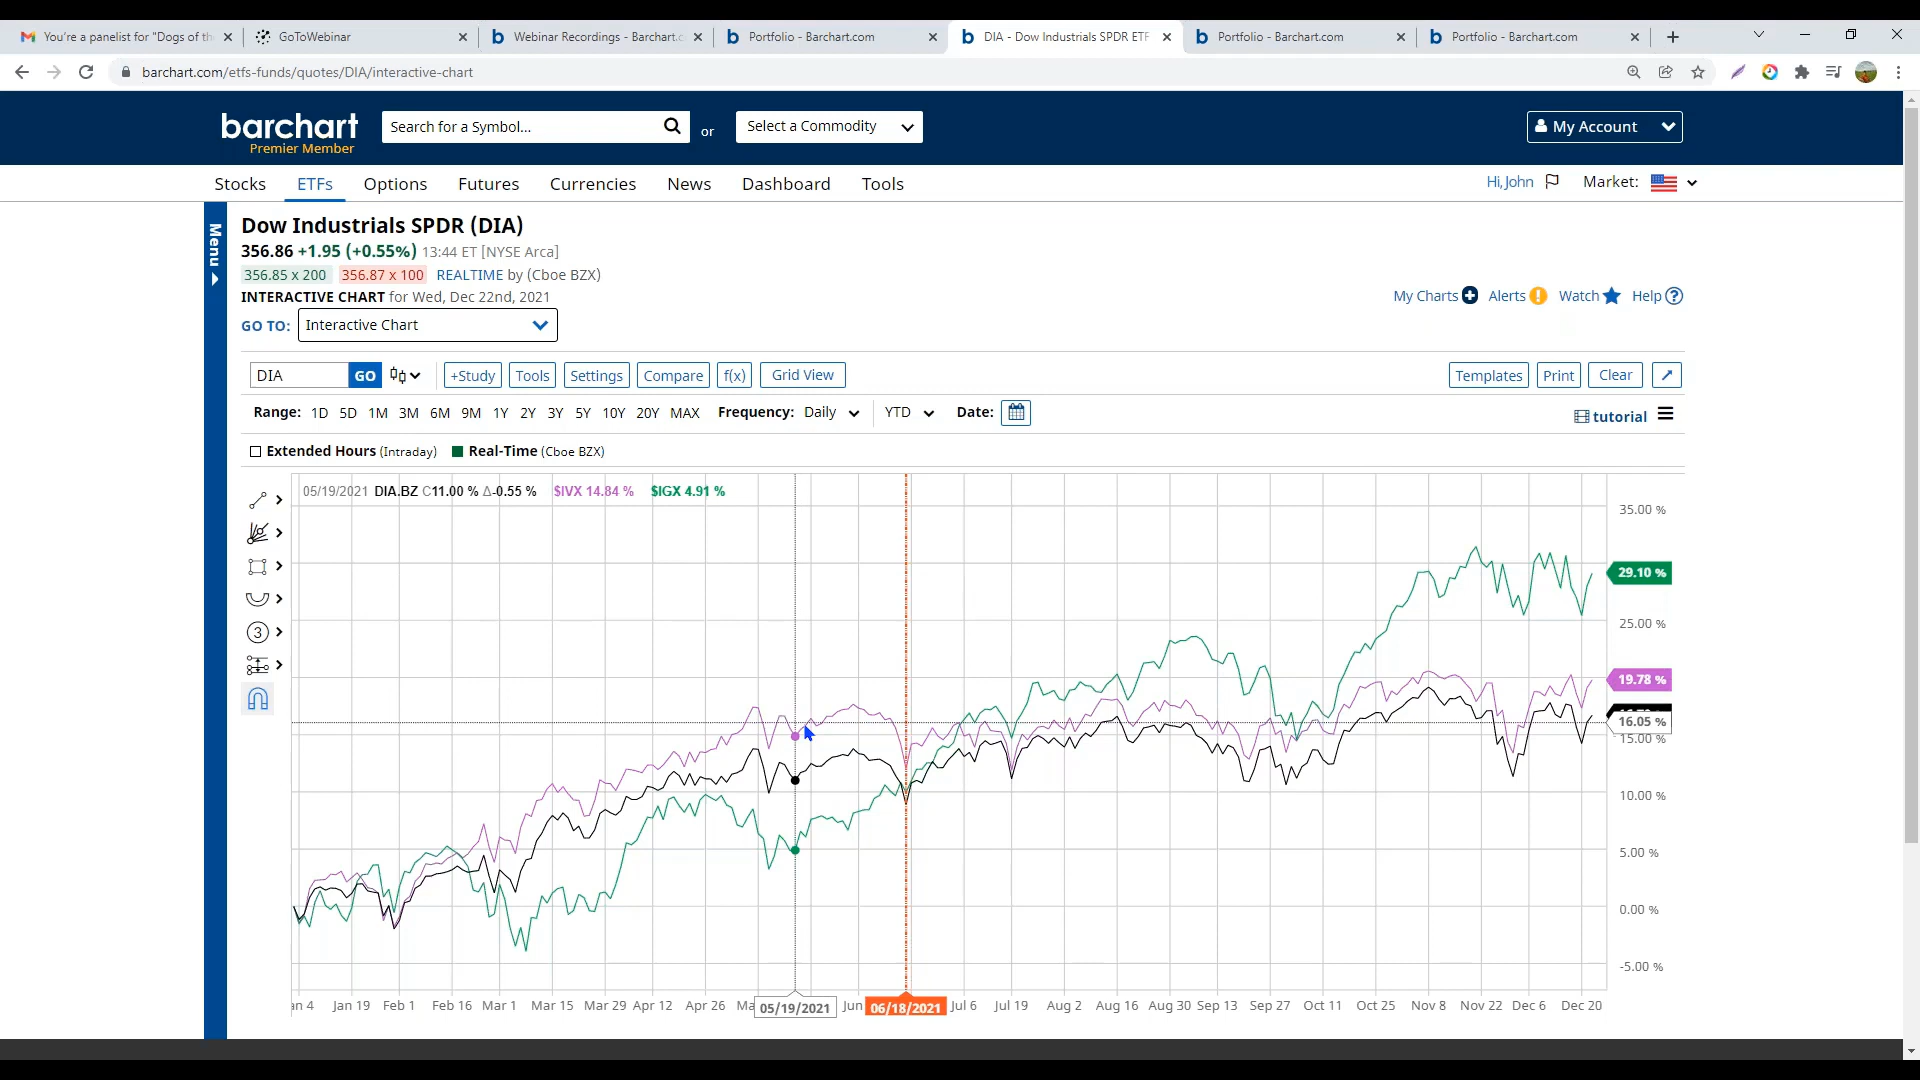 You're a panelist for "Dogs of th
GoToWebinar
Webinar Recordings - Barchart.c
Portfolio - Barchart.com
DIA - Dow Industrials SPDR ETF
Portfolio - Barchart.com
Portfolio - Barchart.com
barchart.com/etfs-funds/quotes/DIA/interactive-chart
barchart
Premier Member
Search for a Symbol...
or
Select a Commodity
My Account
Stocks ETFs Options Futures Currencies News Dashboard Tools
Hi, John
Market:
Menu
Dow Industrials SPDR (DIA)
356.86 +1.95 (+0.55%) 13:44 ET [NYSE Arca]
356.85 x 200 356.87 x 100 REALTIME by (Cboe BZX)
INTERACTIVE CHART for Wed, Dec 22nd, 2021
My Charts Alerts Watch Help
GO TO: Interactive Chart
DIA GO +Study Tools Settings Compare f(x) Grid View Templates Print Clear
Range: 1D 5D 1M 3M 6M 9M 1Y 2Y 3Y 5Y 10Y 20Y MAX Frequency: Daily YTD Date: tutorial
Extended Hours (Intraday) Real-Time (Cboe BZX)
05/19/2021 DIA.BZ C11.00 % Δ-0.55 % $IVX 14.84 % $IGX 4.91 %
3
35.00 %
29.10 %
25.00 %
19.78 %
16.05 %
15.00 %
10.00 %
5.00 %
0.00 %
-5.00 %
an 4 Jan 19 Feb 1 Feb 16 Mar 1 Mar 15 Mar 29 Apr 12 Apr 26 Ma 05/19/2021 Jun 06/18/2021 Jul 6 Jul 19 Aug 2 Aug 16 Aug 30 Sep 13 Sep 27 Oct 11 Oct 25 Nov 8 Nov 22 Dec 6 Dec 20